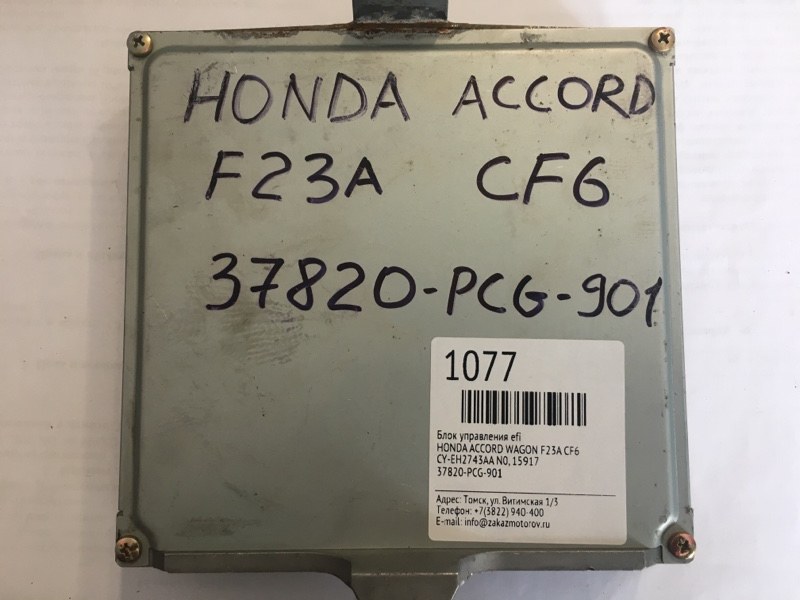 HONDA ACCORD
F23A CF6
37820-PCG-901
1077
Блок управления efi
HONDA ACCORD WAGON F23A CF6
CY-EH2743AA N0, 15917
37820-PCG-901
Адрес: Томск, ул. Витимская 1/3
Телефон: +7(3822) 940-400
E-mail: info@zakazmotorov.ru